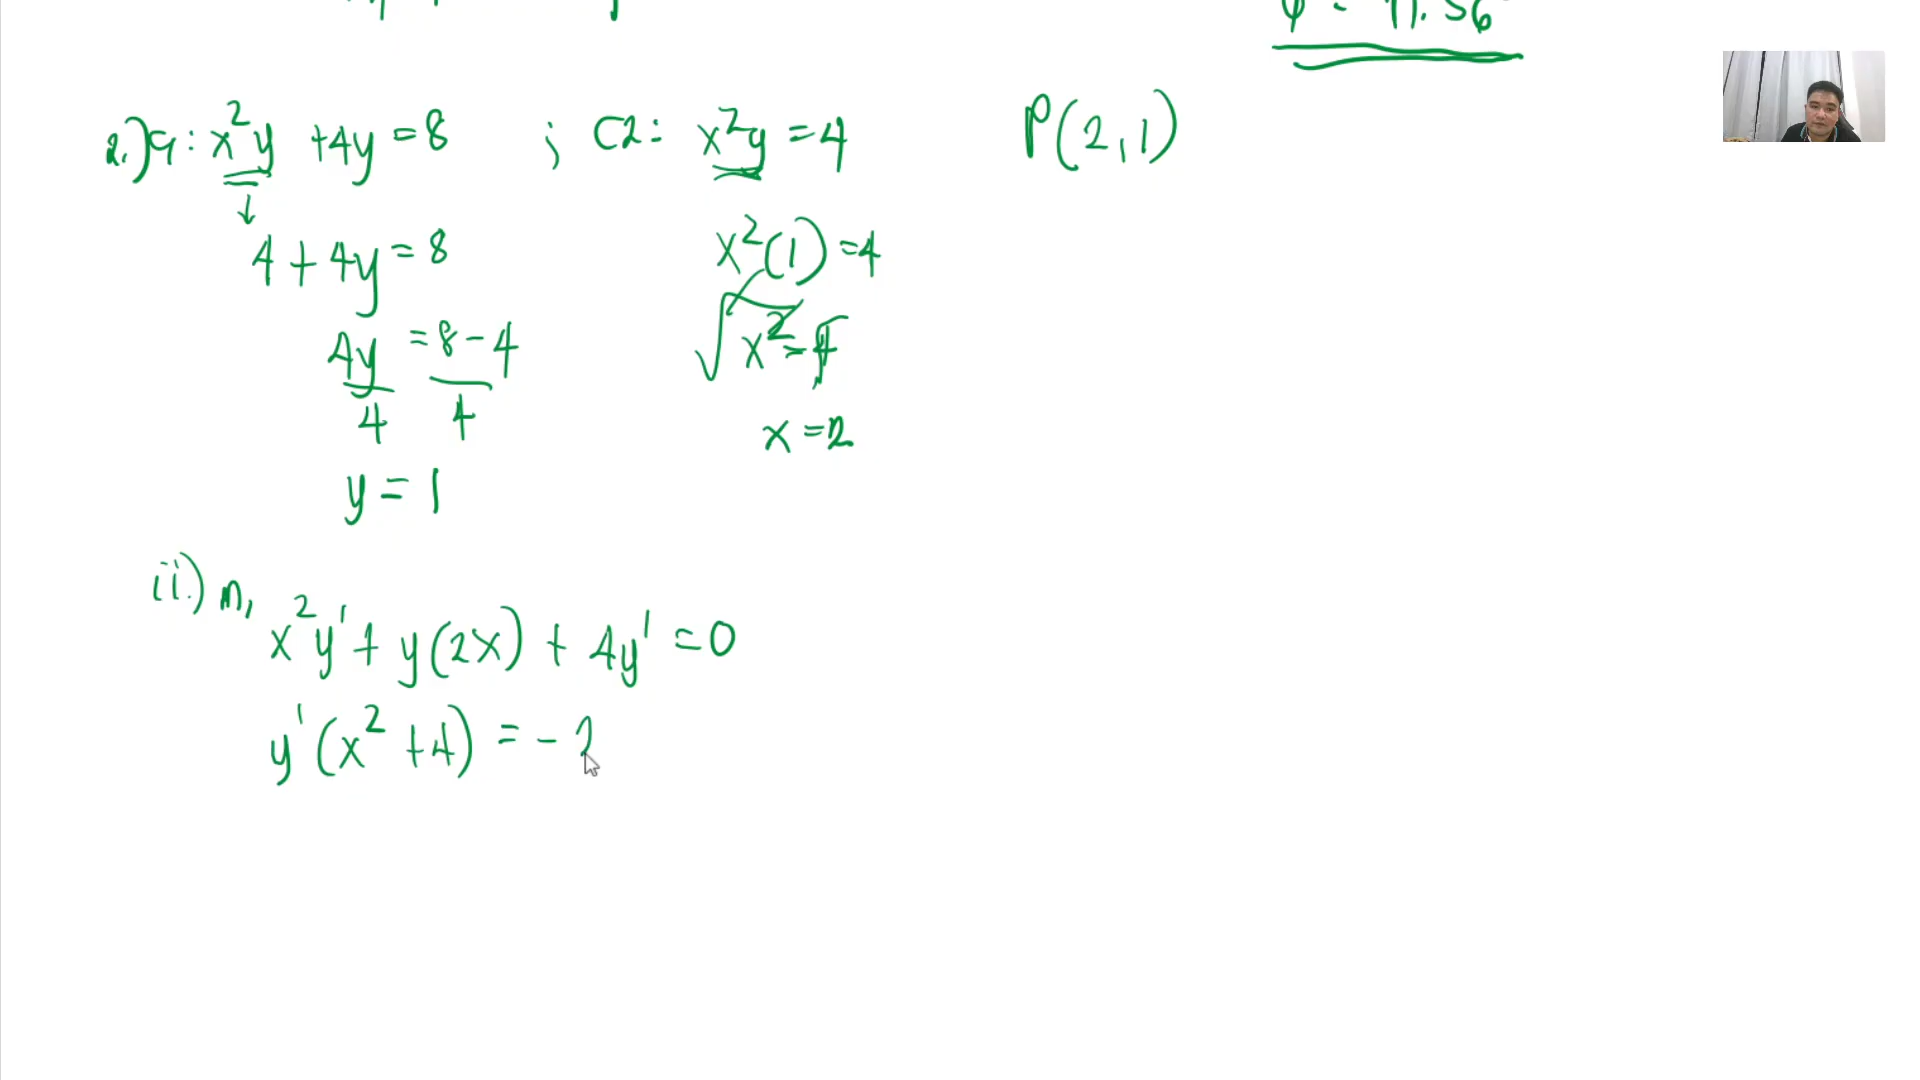 φ = 71.56°
2.) C1: x²y + 4y = 8 ; C2: x²y = 4 P(2,1)
↓
4 + 4y = 8 x²(1) = 4
4y/4 = 8-4/4 √x² = √4
x = 2
y = 1
ii.) m₁
x²y' + y(2x) + 4y' = 0
y'(x² + 4) = - 2